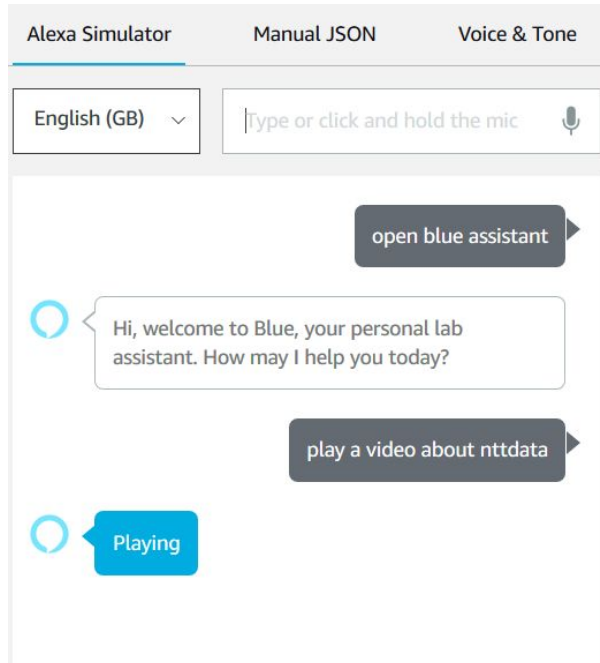 Alexa Simulator Manual JSON Voice & Tone
English (GB) Type or click and hold the mic
open blue assistant
Hi, welcome to Blue, your personal lab
assistant. How may I help you today?
play a video about nttdata
Playing